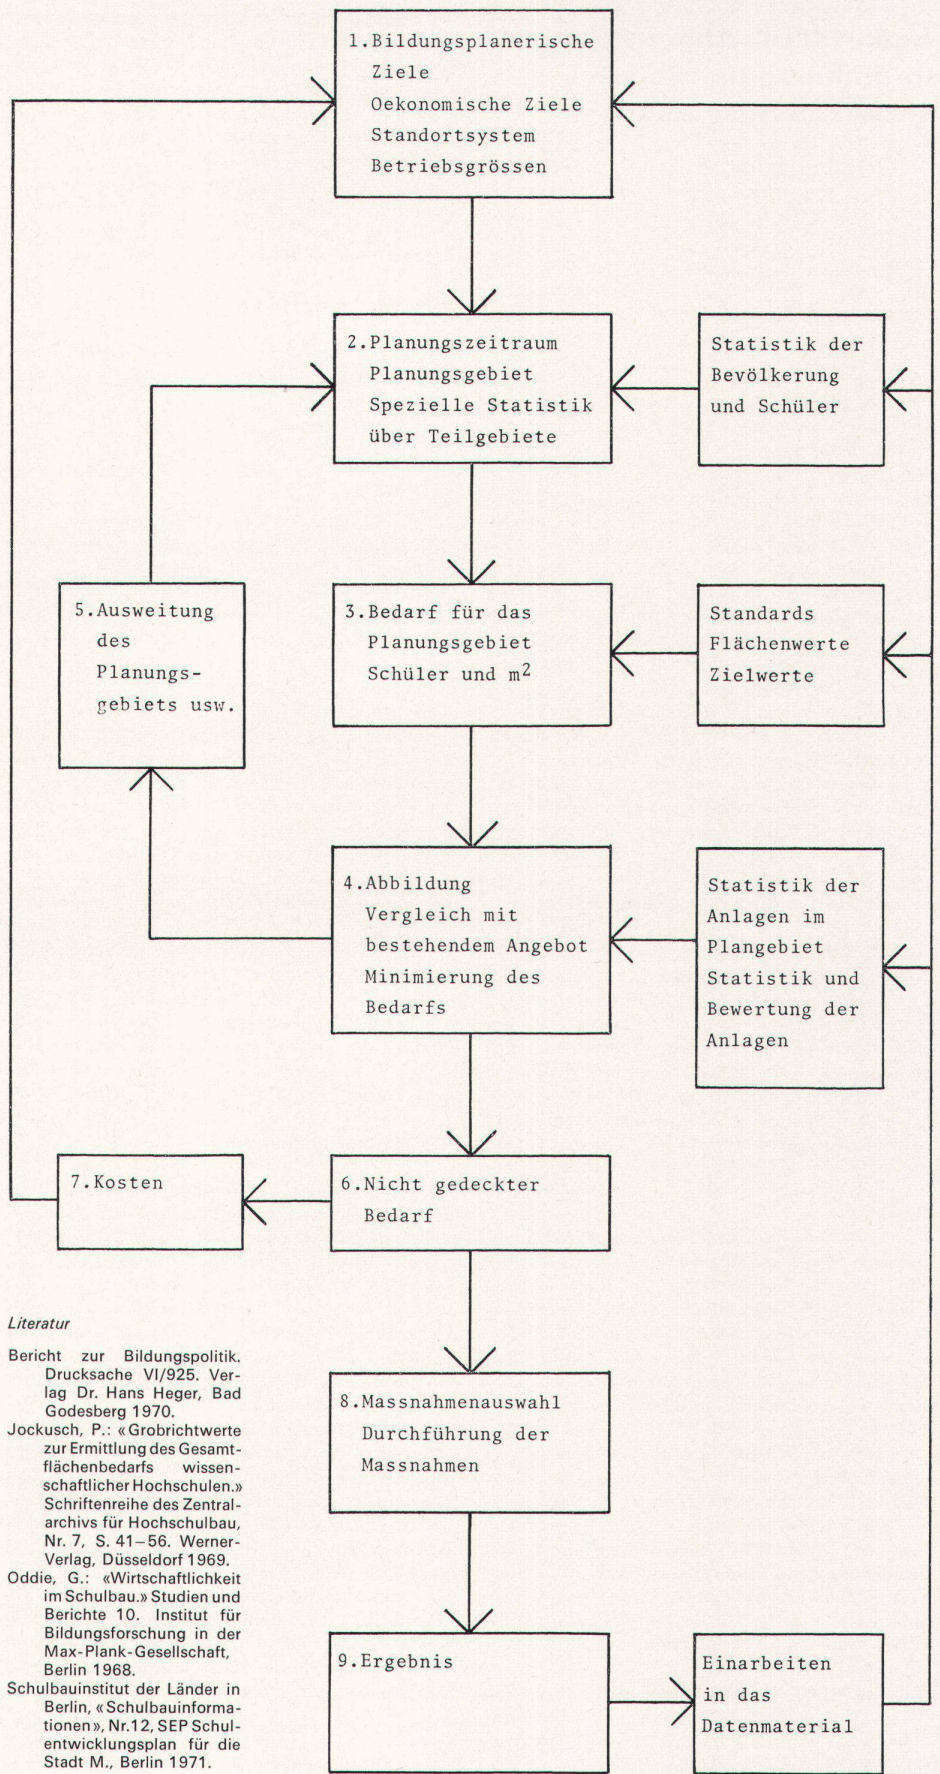 1.Bildungsplanerische
Ziele
Oekonomische Ziele
Standortsystem
Betriebsgrössen
2.Planungszeitraum
Planungsgebiet
Spezielle Statistik
über Teilgebiete
Statistik der
Bevölkerung
und Schüler
5.Ausweitung
des
Planungs-
gebiets usw.
3.Bedarf für das
Planungsgebiet
Schüler und m²
Standards
Flächenwerte
Zielwerte
4.Abbildung
Vergleich mit
bestehendem Angebot
Minimierung des
Bedarfs
Statistik der
Anlagen im
Plangebiet
Statistik und
Bewertung der
Anlagen
7.Kosten
6.Nicht gedeckter
Bedarf
8.Massnahmenauswahl
Durchführung der
Massnahmen
9.Ergebnis
Einarbeiten
in das
Datenmaterial
Literatur
Bericht zur Bildungspolitik.
Drucksache VI/925. Ver-
lag Dr. Hans Heger, Bad
Godesberg 1970.
Jockusch, P.: «Grobrichtwerte
zur Ermittlung des Gesamt-
flächenbedarfs wissen-
schaftlicher Hochschulen.»
Schriftenreihe des Zentral-
archivs für Hochschulbau,
Nr. 7, S. 41–56. Werner-
Verlag, Düsseldorf 1969.
Oddie, G.: «Wirtschaftlichkeit
im Schulbau.» Studien und
Berichte 10. Institut für
Bildungsforschung in der
Max-Plank-Gesellschaft,
Berlin 1968.
Schulbauinstitut der Länder in
Berlin, «Schulbauinforma-
tionen», Nr.12, SEP Schul-
entwicklungsplan für die
Stadt M., Berlin 1971.